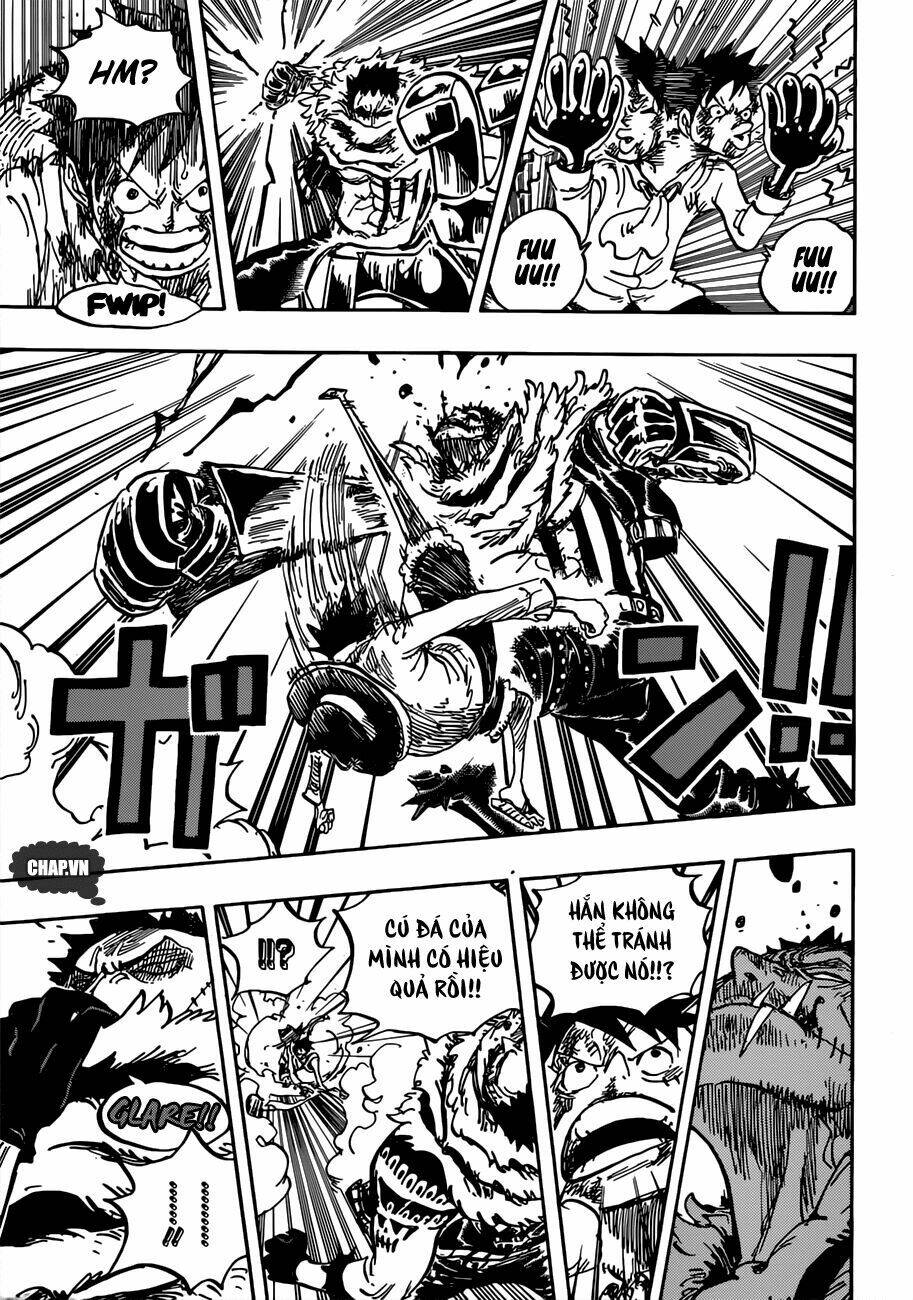 FUU
UU!!
FUU
UU!!
HM?
FWIP!
ガン!!
HẮN KHÔNG
THỂ TRÁNH
ĐƯỢC NÓ!!?
CÚ ĐÁ CỦA
MÌNH CÓ HIỆU
QUẢ RỒI!!
!!?
GLARE!!
........!!
CHAP.VN